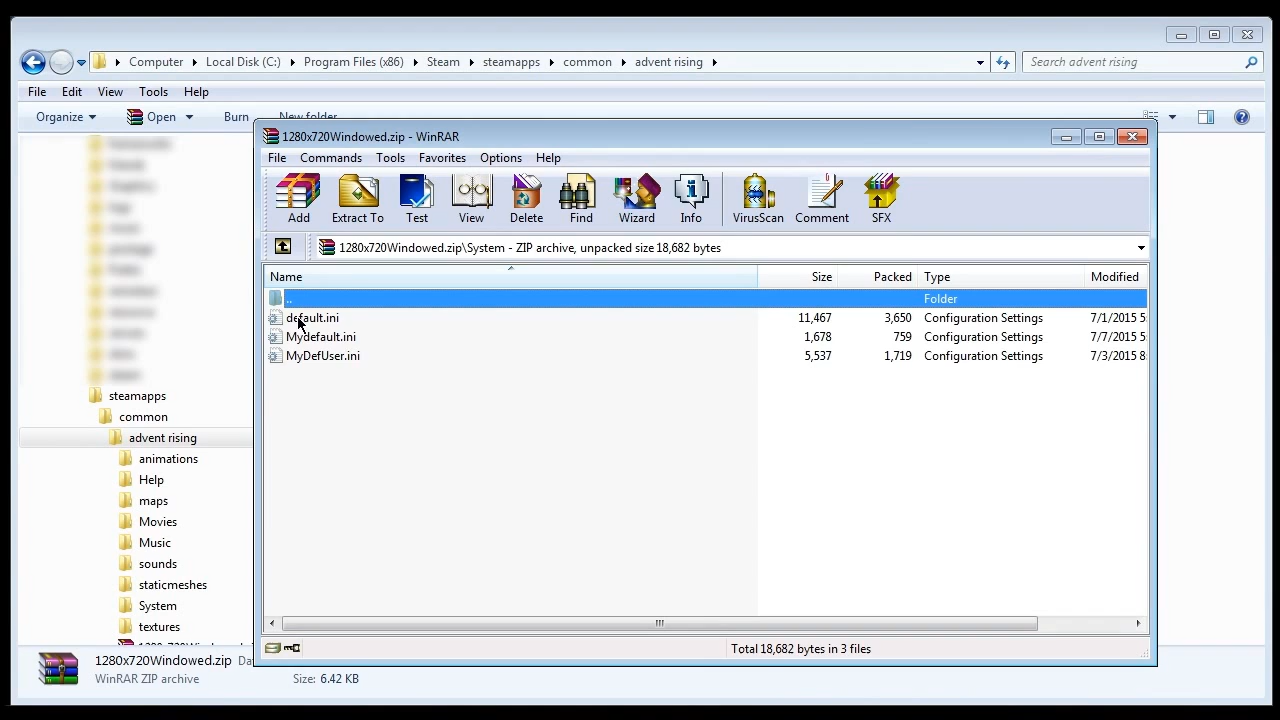 Computer Local Disk (C:) Program Files (x86) Steam steamapps common advent rising
Search advent rising
File Edit View Tools Help
Organize Open Burn New folder
1280x720Windowed.zip - WinRAR
File Commands Tools Favorites Options Help
Add Extract To Test View Delete Find Wizard Info VirusScan Comment SFX
1280x720Windowed.zip\System - ZIP archive, unpacked size 18,682 bytes
Name Size Packed Type Modified
.. Folder
default.ini 11,467 3,650 Configuration Settings 7/1/2015 5
Mydefault.ini 1,678 759 Configuration Settings 7/7/2015 5
MyDefUser.ini 5,537 1,719 Configuration Settings 7/3/2015 8
Total 18,682 bytes in 3 files
steamapps
common
advent rising
animations
Help
maps
Movies
Music
sounds
staticmeshes
System
textures
1280x720Windowed.zip Da
WinRAR ZIP archive Size: 6.42 KB